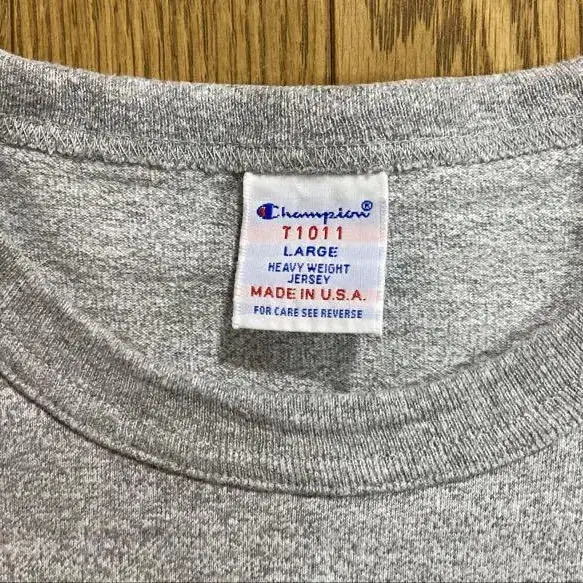 Champion®
T1011
LARGE
HEAVY WEIGHT
JERSEY
MADE IN U.S.A.
FOR CARE SEE REVERSE